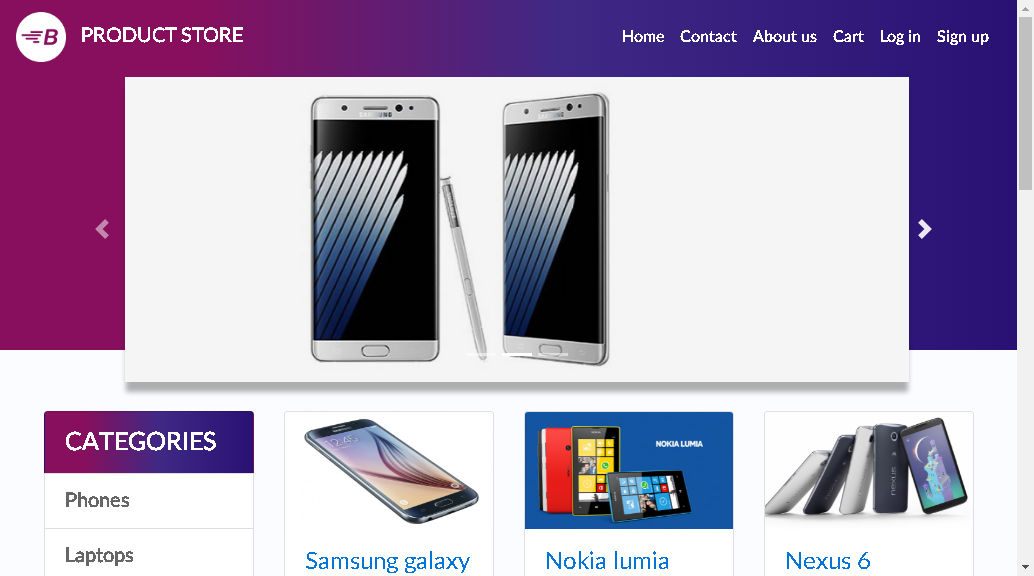 B PRODUCT STORE
Home Contact About us Cart Log in Sign up
SAMSUNG
CATEGORIES
Phones
Laptops
NOKIA LUMIA
nexus
Samsung galaxy
Nokia lumia
Nexus 6